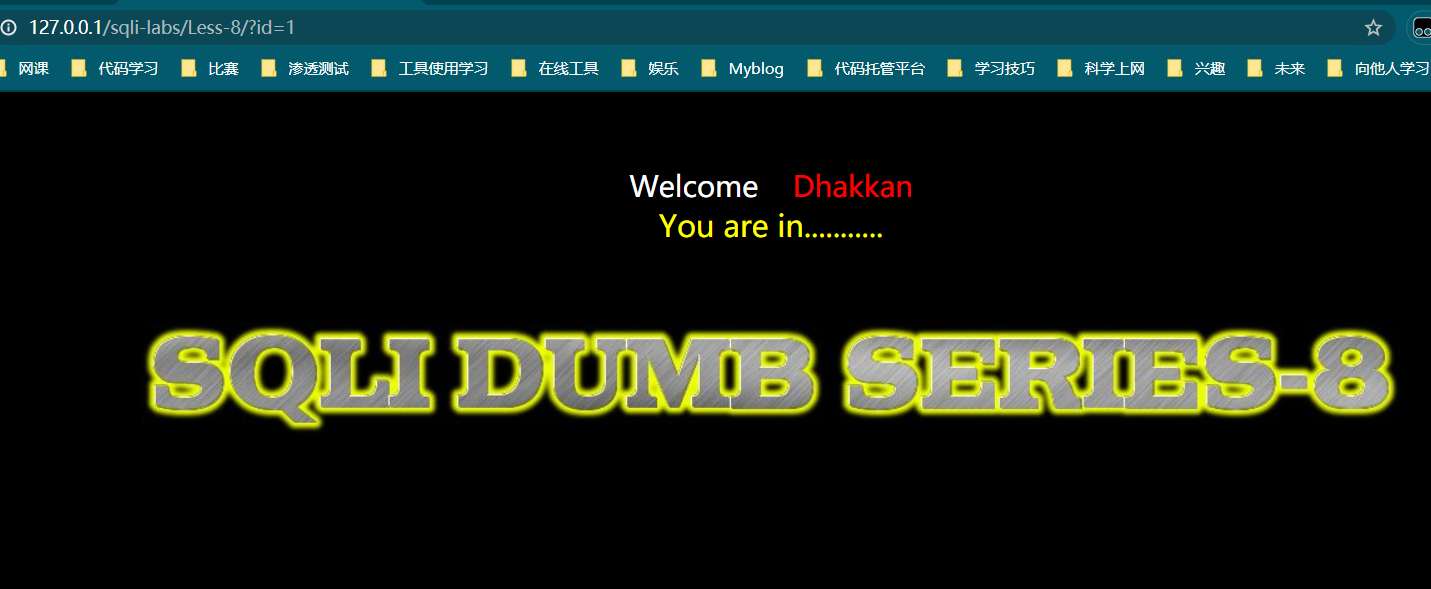 127.0.0.1/sqli-labs/Less-8/?id=1
网课 代码学习 比赛 渗透测试 工具使用学习 在线工具 娱乐 Myblog 代码托管平台 学习技巧 科学上网 兴趣 未来 向他人学习
Welcome Dhakkan
You are in...........
SQLI DUMB SERIES-8